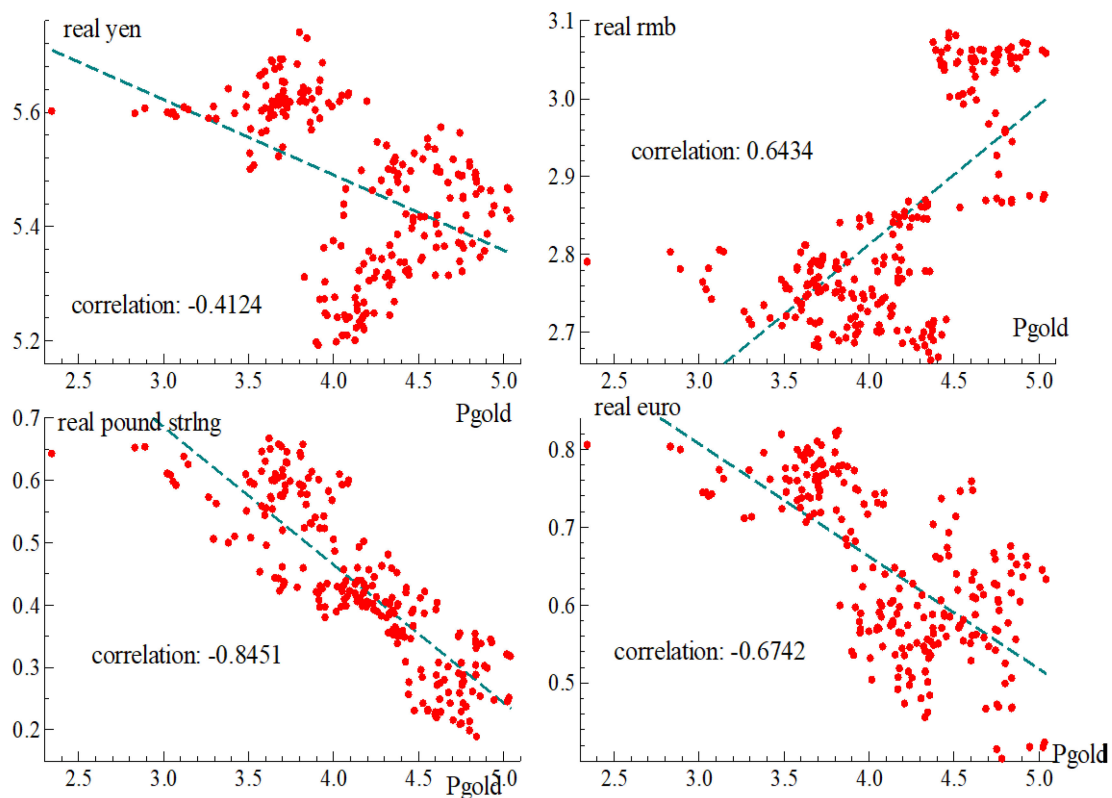 real yen
5.6
5.4
5.2
correlation: -0.4124
2.5 3.0 3.5 4.0 4.5 5.0
Pgold
real rmb
3.1
3.0
2.9
2.8
2.7
correlation: 0.6434
Pgold
2.5 3.0 3.5 4.0 4.5 5.0
real pound strlng
0.7
0.6
0.5
0.4
0.3
0.2
correlation: -0.8451
2.5 3.0 3.5 4.0 4.5 5.0
Pgold
real euro
0.8
0.7
0.6
0.5
correlation: -0.6742
Pgold
2.5 3.0 3.5 4.0 4.5 5.0